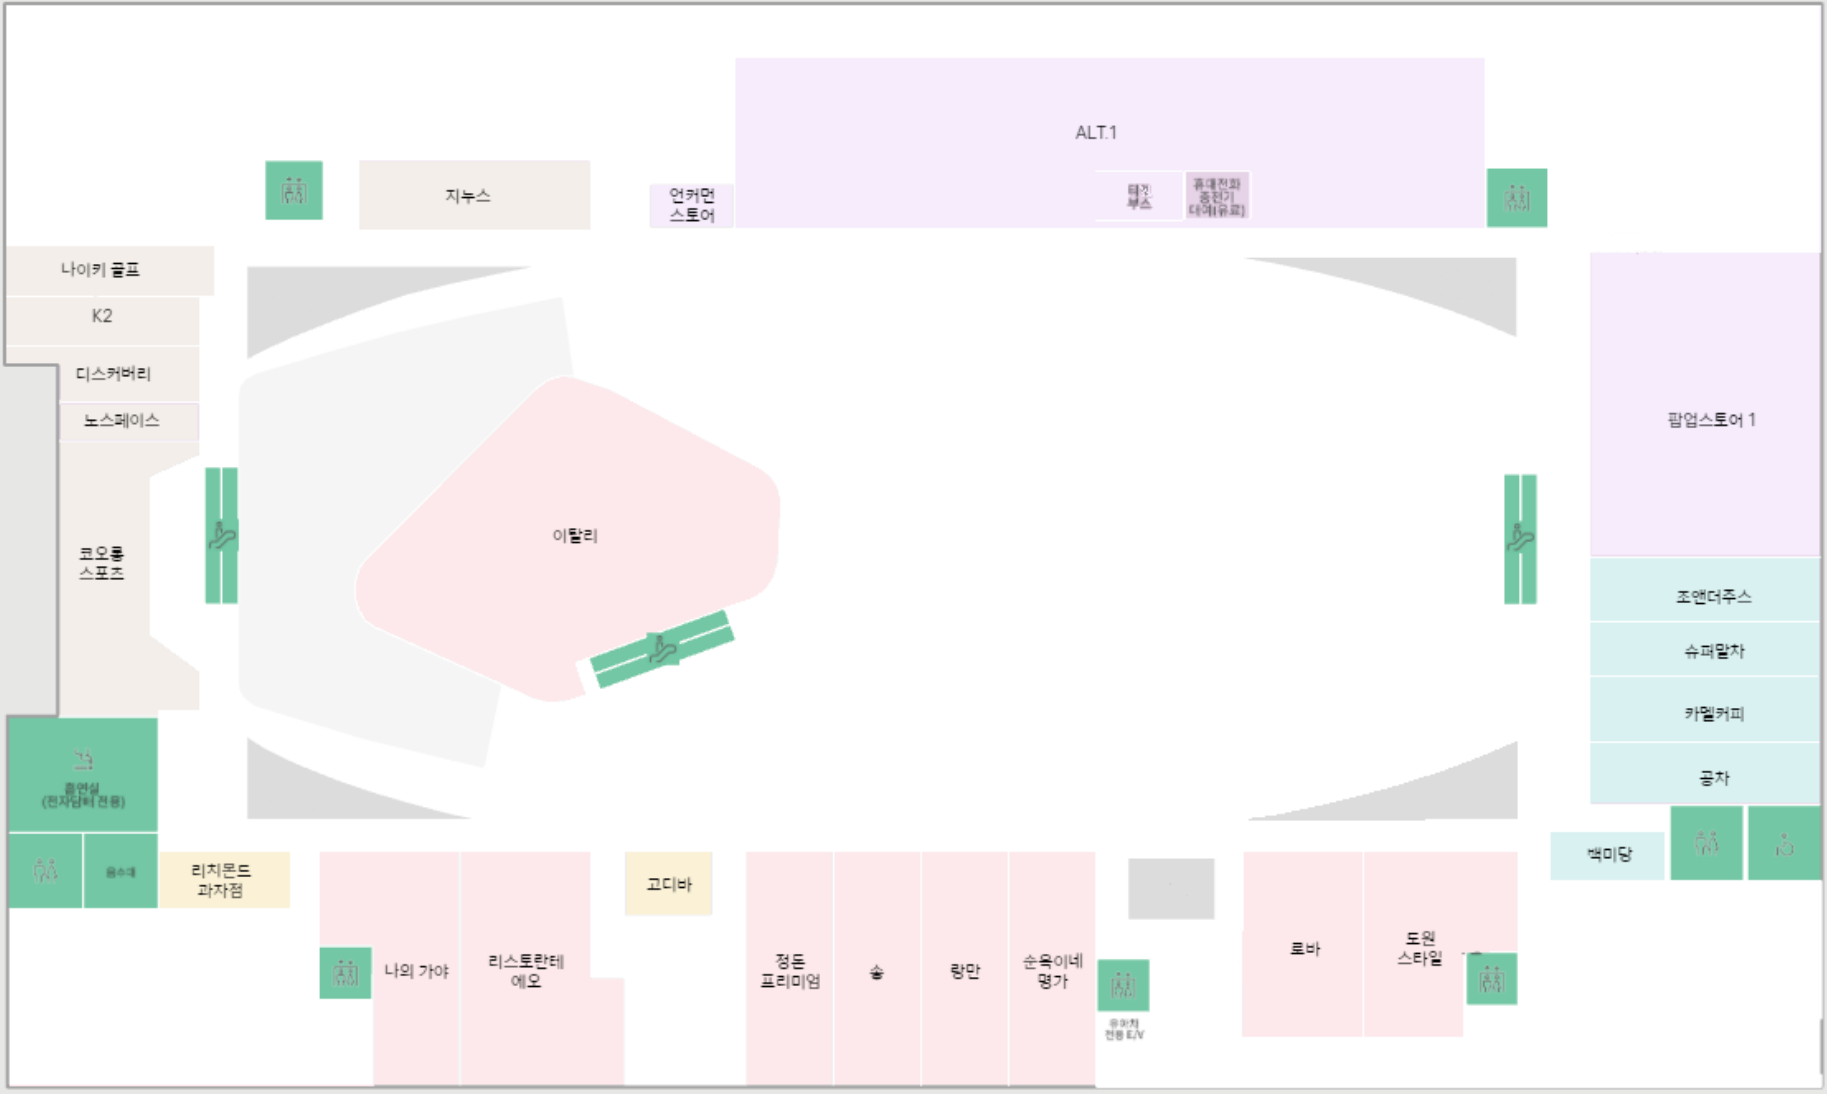 ALT.1
지누스
언커먼
스토어
티켓
부스
휴대전화
충전기
대여(유료)
나이키 골프
K2
디스커버리
노스페이스
코오롱
스포츠
이탈리
팝업스토어 1
조앤더주스
슈퍼말차
카멜커피
공차
흡연실
(전자담배 전용)
음수대
리치몬드
과자점
고디바
백미당
나의 가야
리스토란테
에오
정돈
프리미엄
송
랑만
순옥이네
명가
로바
도원
스타일
유아차
전용 E/V